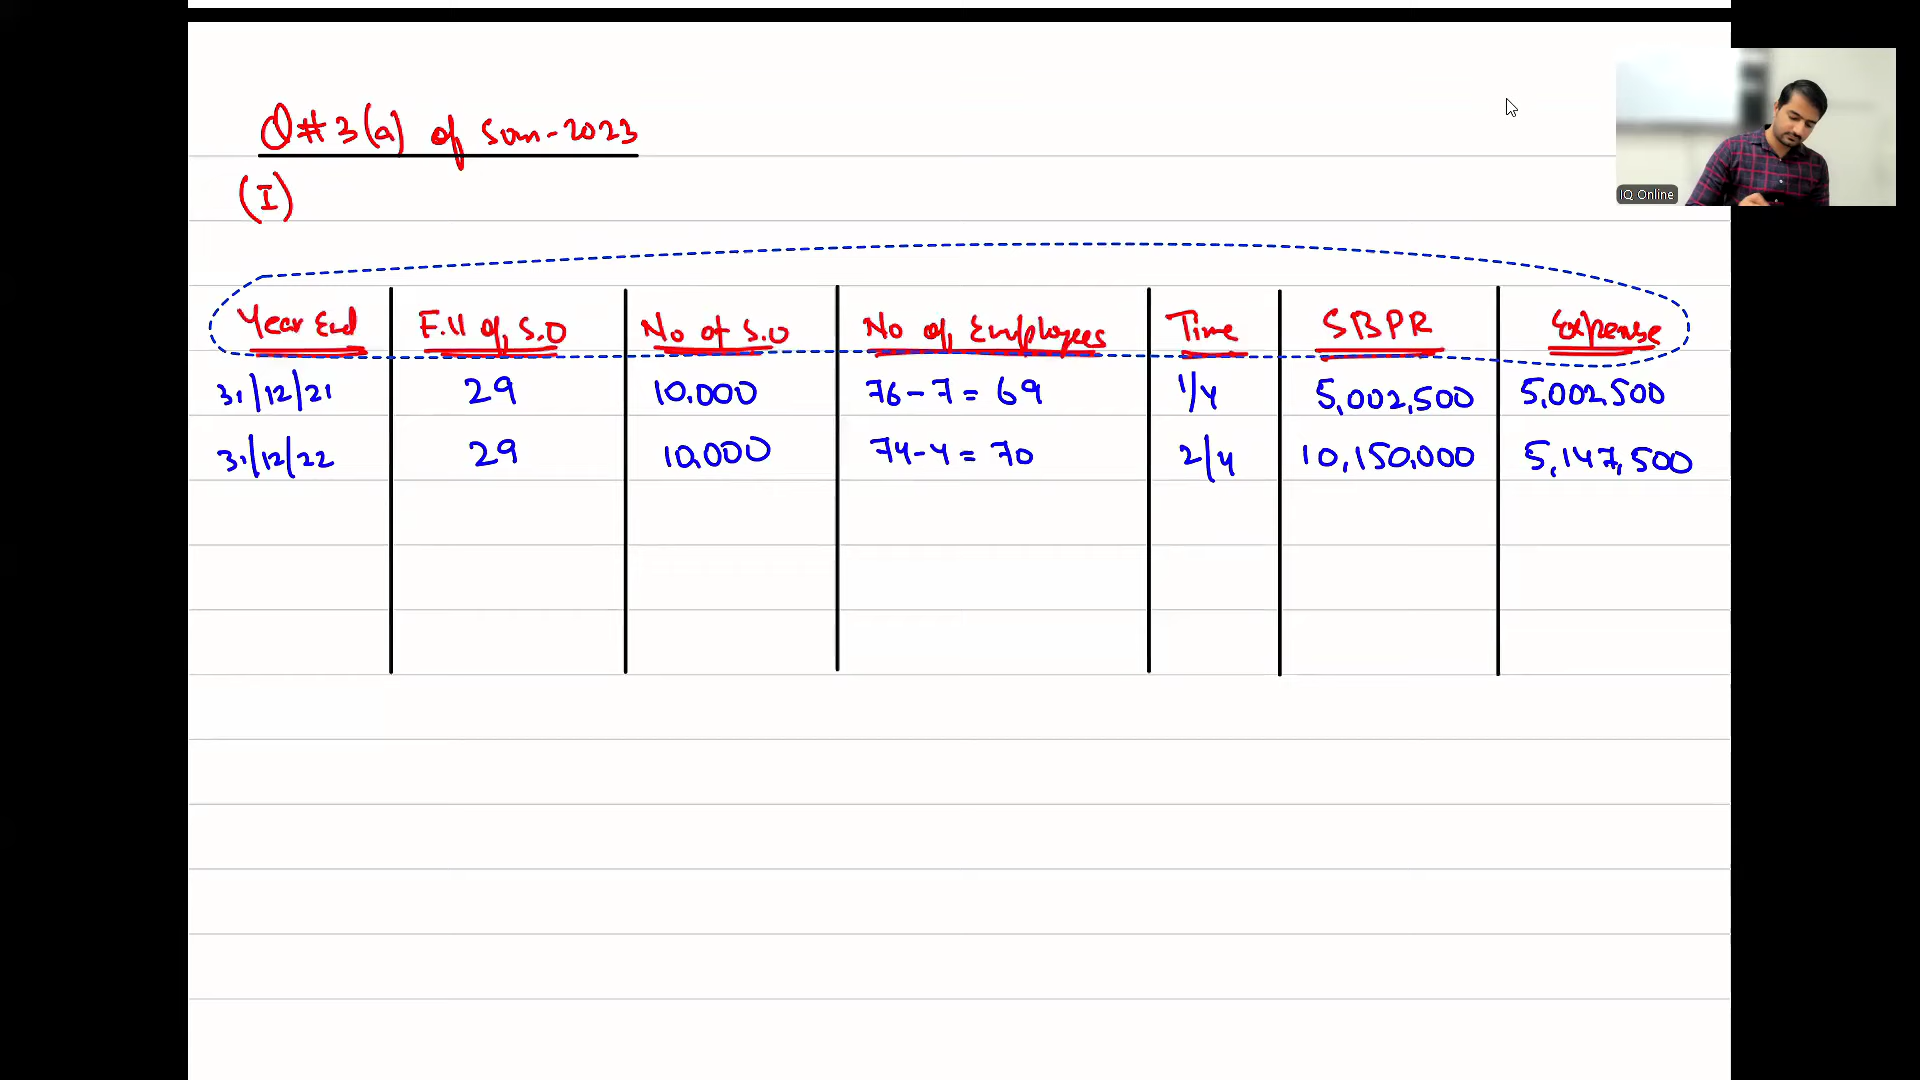 Q#3(a) of Sum-2023
(I)
Year End F.V of S.O No of S.O No of Employees Time SBPR Expense
31/12/21 29 10,000 76-7=69 1/4 5,002,500 5,002,500
31/12/22 29 10,000 74-4=70 2/4 10,150,000 5,147,500
IQ Online